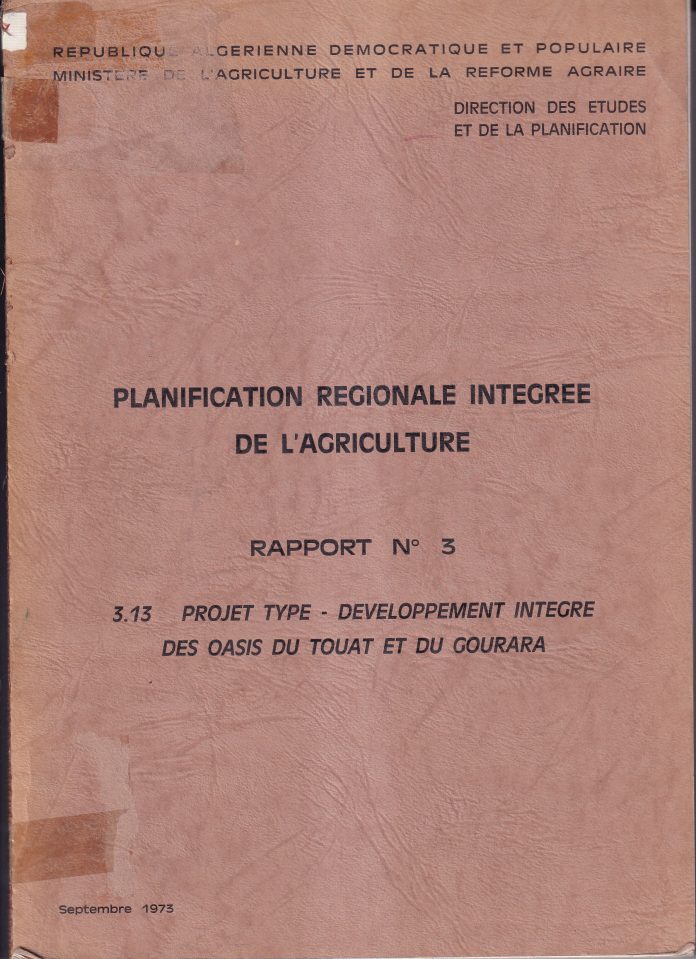 REPUBLIQUE ALGERIENNE DEMOCRATIQUE ET POPULAIRE
MINISTERE DE L'AGRICULTURE ET DE LA REFORME AGRAIRE
DIRECTION DES ETUDES
ET DE LA PLANIFICATION
PLANIFICATION REGIONALE INTEGREE
DE L'AGRICULTURE
RAPPORT N° 3
3.13 PROJET TYPE - DEVELOPPEMENT INTEGRE
DES OASIS DU TOUAT ET DU GOURARA
Septembre 1973